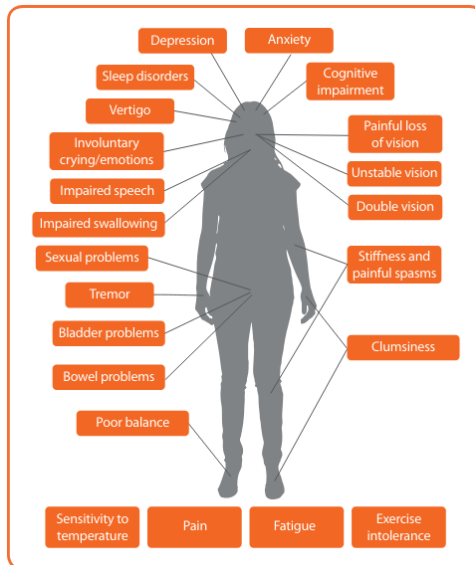 Depression
Anxiety
Sleep disorders
Cognitive
impairment
Vertigo
Painful loss
of vision
Involuntary
crying/emotions
Unstable vision
Impaired speech
Double vision
Impaired swallowing
Sexual problems
Stiffness and
painful spasms
Tremor
Bladder problems
Clumsiness
Bowel problems
Poor balance
Sensitivity to
temperature
Pain
Fatigue
Exercise
intolerance